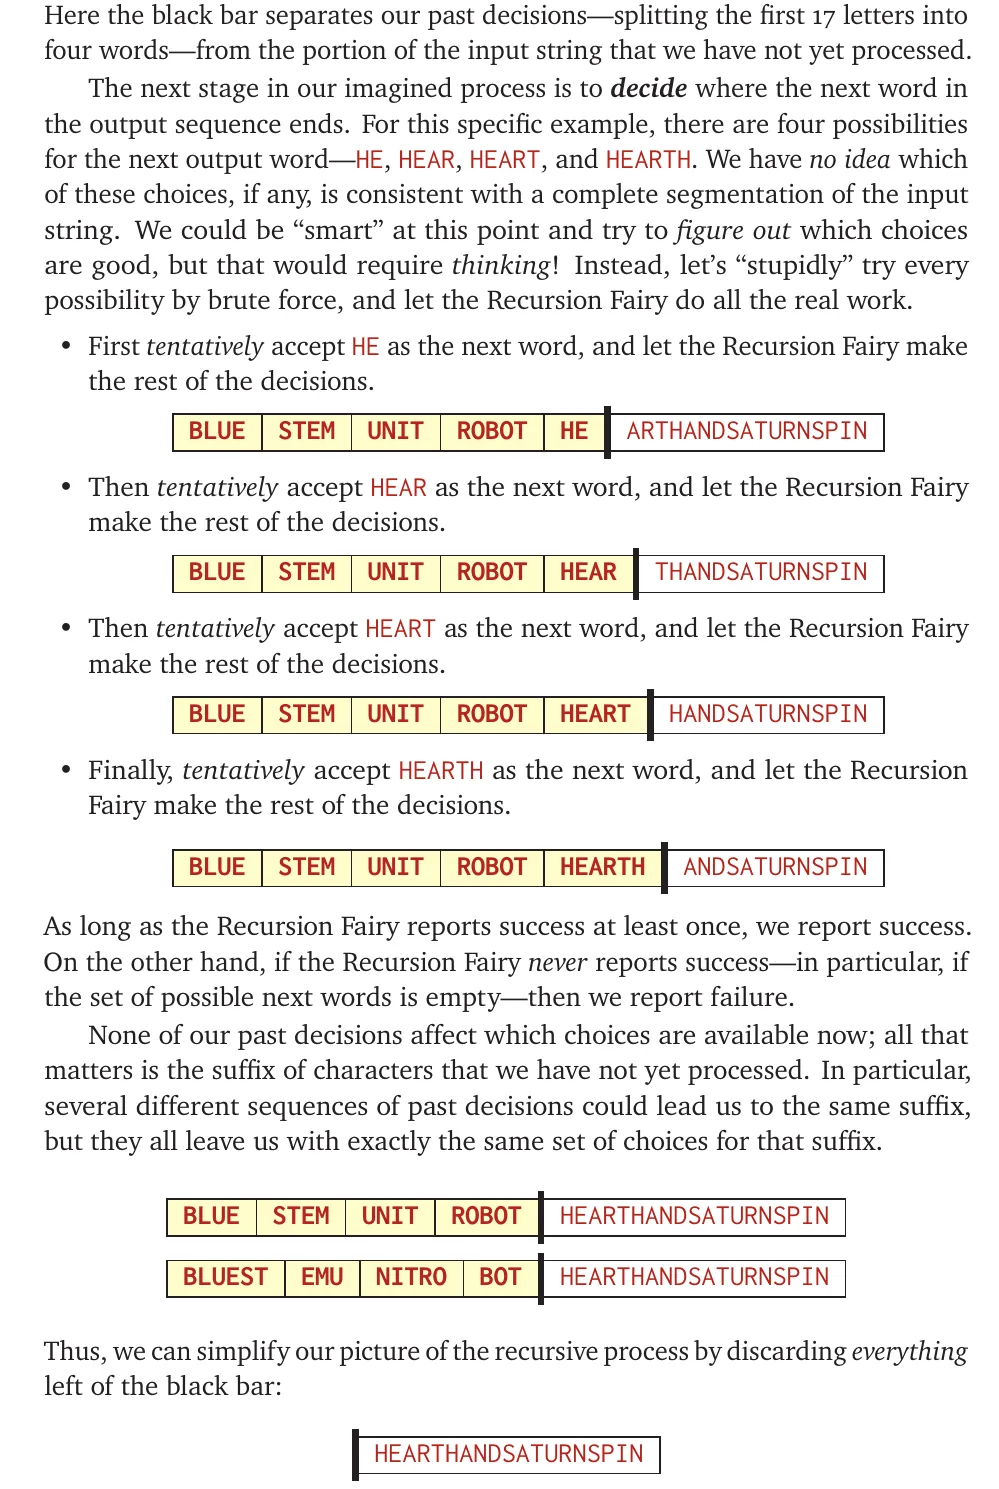 Here the black bar separates our past decisions—splitting the first 17 letters into
four words—from the portion of the input string that we have not yet processed.
The next stage in our imagined process is to decide where the next word in
the output sequence ends. For this specific example, there are four possibilities
for the next output word—HE, HEAR, HEART, and HEARTH. We have no idea which
of these choices, if any, is consistent with a complete segmentation of the input
string. We could be “smart” at this point and try to figure out which choices
are good, but that would require thinking! Instead, let’s “stupidly” try every
possibility by brute force, and let the Recursion Fairy do all the real work.
• First tentatively accept HE as the next word, and let the Recursion Fairy make
the rest of the decisions.
BLUE STEM UNIT ROBOT HE ARTHANDSATURNSPIN
• Then tentatively accept HEAR as the next word, and let the Recursion Fairy
make the rest of the decisions.
BLUE STEM UNIT ROBOT HEAR THANDSATURNSPIN
• Then tentatively accept HEART as the next word, and let the Recursion Fairy
make the rest of the decisions.
BLUE STEM UNIT ROBOT HEART HANDSATURNSPIN
• Finally, tentatively accept HEARTH as the next word, and let the Recursion
Fairy make the rest of the decisions.
BLUE STEM UNIT ROBOT HEARTH ANDSATURNSPIN
As long as the Recursion Fairy reports success at least once, we report success.
On the other hand, if the Recursion Fairy never reports success—in particular, if
the set of possible next words is empty—then we report failure.
None of our past decisions affect which choices are available now; all that
matters is the suffix of characters that we have not yet processed. In particular,
several different sequences of past decisions could lead us to the same suffix,
but they all leave us with exactly the same set of choices for that suffix.
BLUE STEM UNIT ROBOT HEARTHANDSATURNSPIN
BLUEST EMU NITRO BOT HEARTHANDSATURNSPIN
Thus, we can simplify our picture of the recursive process by discarding everything
left of the black bar:
HEARTHANDSATURNSPIN